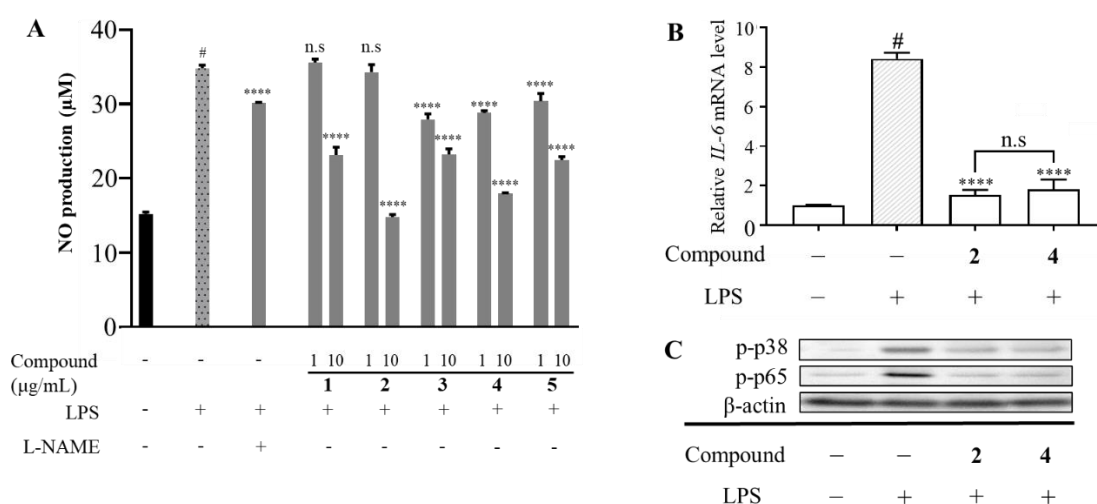 A
NO production (μM)
40
30
20
10
0
#
****
n.s
****
n.s
****
****
****
****
****
****
****
Compound - - - 1 10 1 10 1 10 1 10 1 10
(μg/mL) 1 2 3 4 5
LPS - + + + + + + +
L-NAME - - + - - - - -
B
Relative IL-6 mRNA level
10
8
6
4
2
0
#
n.s
****
****
Compound − − 2 4
LPS − + + +
C
p-p38
p-p65
β-actin
Compound − − 2 4
LPS − + + +